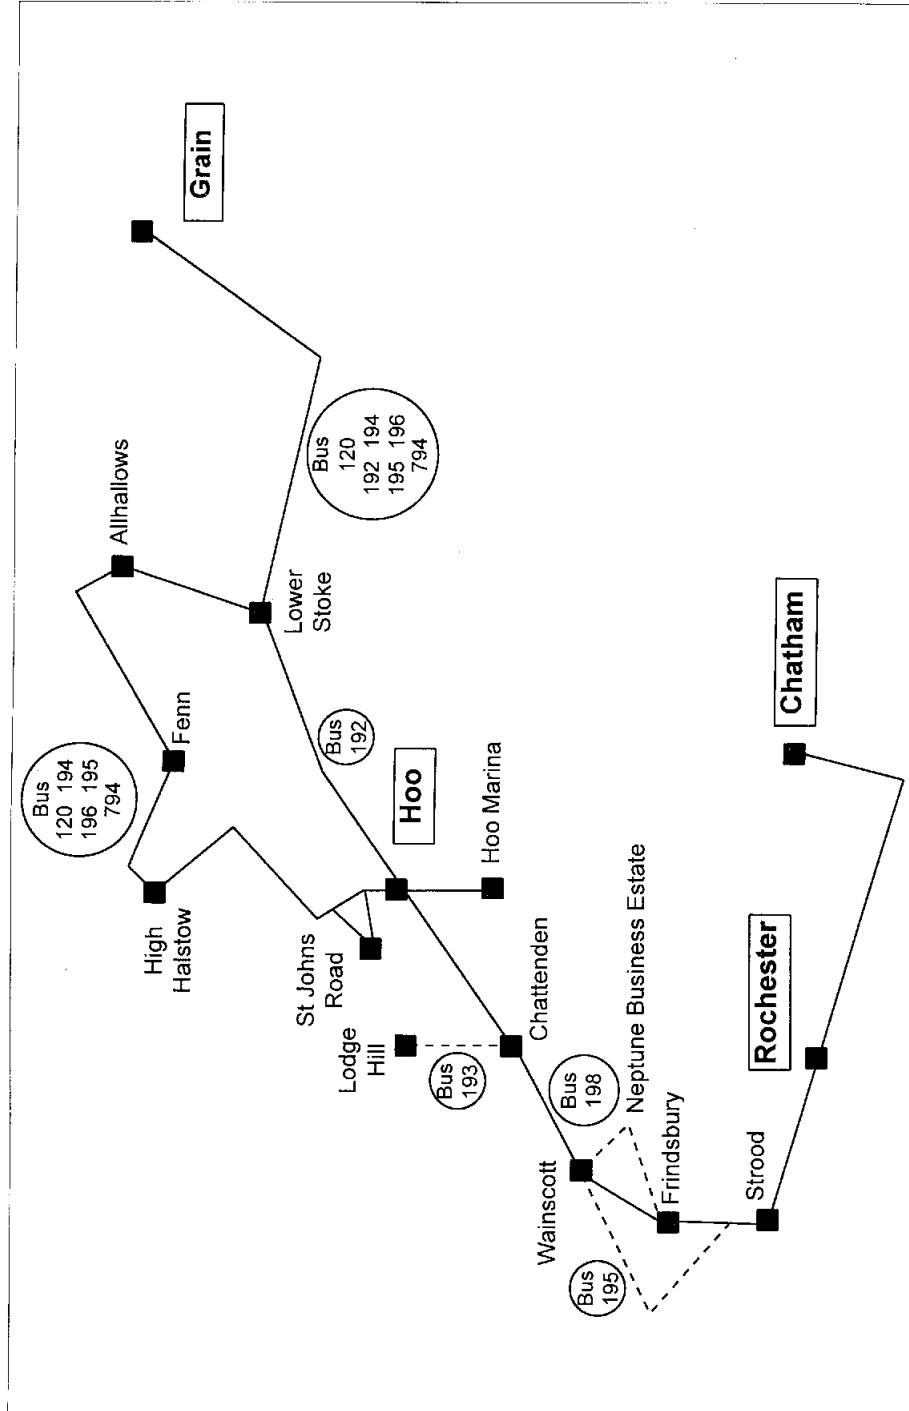 Grain
Allhallows
Bus
120
192 194
195 196
794
Lower
Stoke
Fenn
Bus
120 194
196 195
794
Bus
192
Hoo
Hoo Marina
High
Halstow
St Johns
Road
Lodge
Hill
Bus
193
Chattenden
Bus
198
Neptune Business Estate
Wainscott
Frindsbury
Bus
195
Strood
Rochester
Chatham